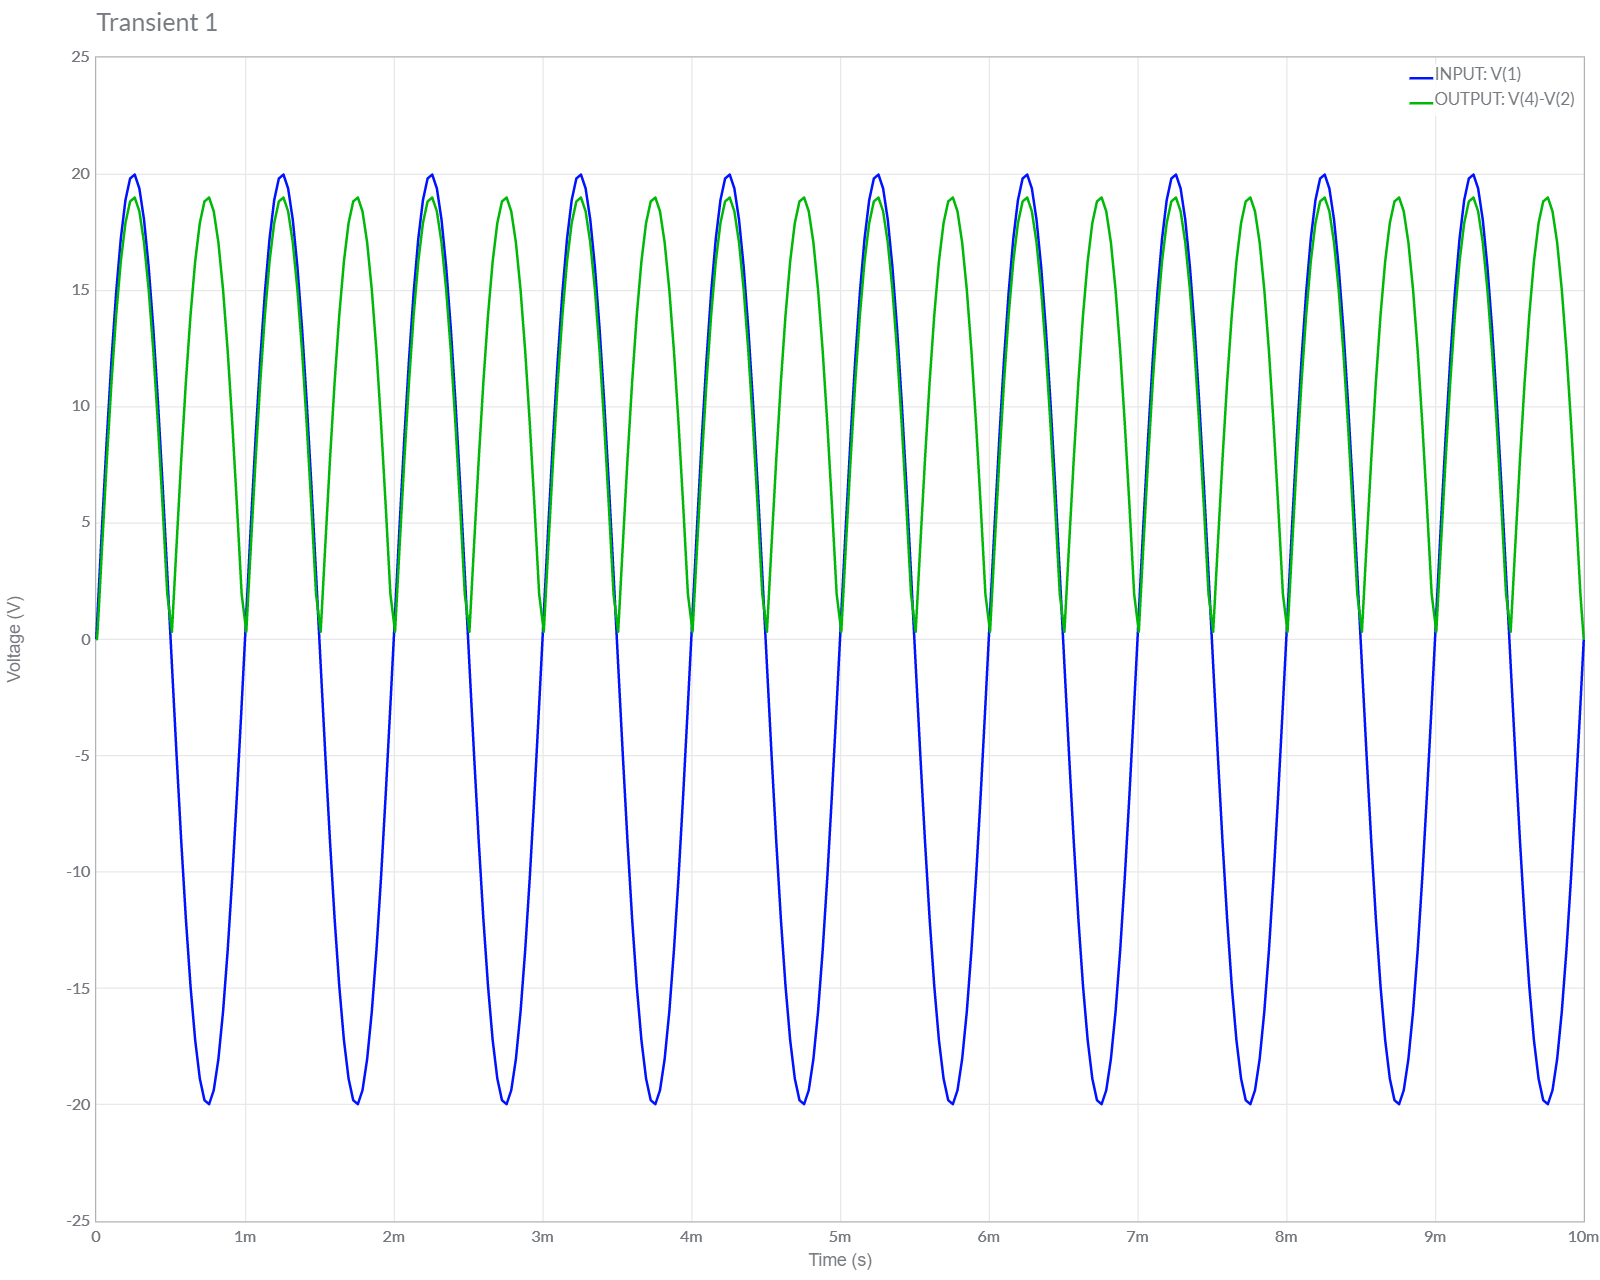 Transient 1
25
20
15
10
5
0
-5
-10
-15
-20
-25
Voltage (V)
INPUT: V(1)
OUTPUT: V(4)-V(2)
0 1m 2m 3m 4m 5m 6m 7m 8m 9m 10m
Time (s)